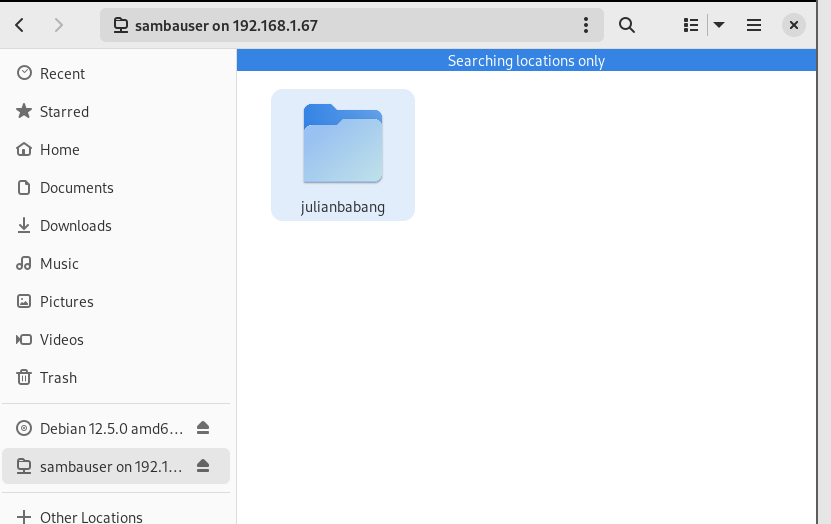 sambauser on 192.168.1.67
Searching locations only
Recent
Starred
Home
Documents
Downloads
Music
Pictures
Videos
Trash
Debian 12.5.0 amd6…
sambauser on 192.1…
Other Locations
julianbabang